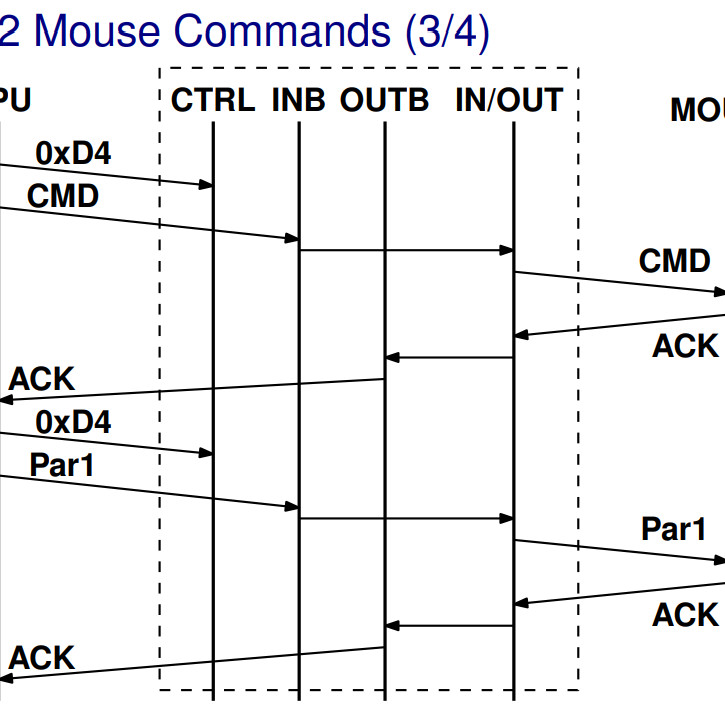 2 Mouse Commands (3/4)
PU CTRL INB OUTB IN/OUT MOU
0xD4
CMD
CMD
ACK
ACK
0xD4
Par1
Par1
ACK
ACK